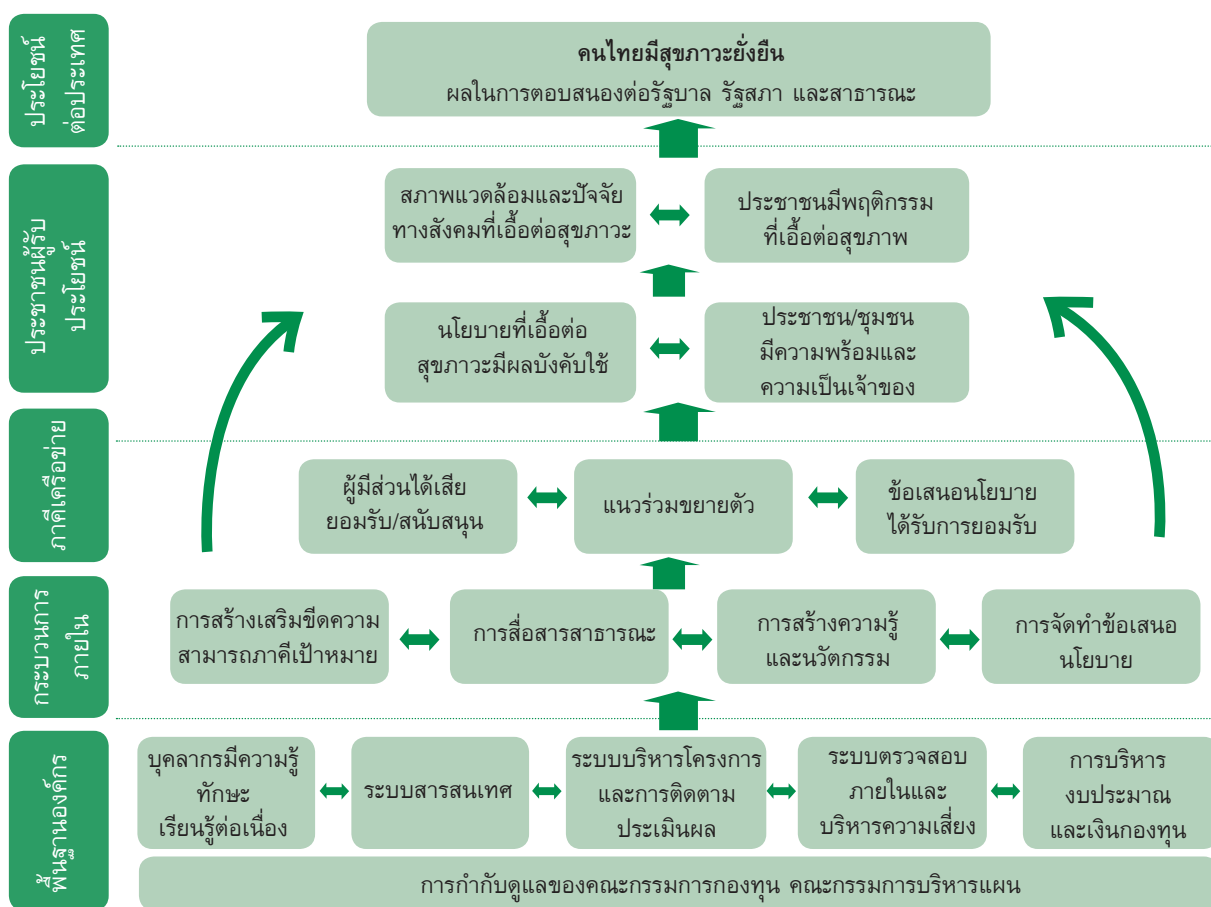 ประโยชน์
ต่อประเทศ
คนไทยมีสุขภาวะยั่งยืน
ผลในการตอบสนองต่อรัฐบาล รัฐสภา และสาธารณะ
ประชาชนผู้รับ
ประโยชน์
สภาพแวดล้อมและปัจจัย
ทางสังคมที่เอื้อต่อสุขภาวะ
ประชาชนมีพฤติกรรม
ที่เอื้อต่อสุขภาพ
นโยบายที่เอื้อต่อ
สุขภาวะมีผลบังคับใช้
ประชาชน/ชุมชน
มีความพร้อมและ
ความเป็นเจ้าของ
ภาคีเครือข่าย
ผู้มีส่วนได้เสีย
ยอมรับ/สนับสนุน
แนวร่วมขยายตัว
ข้อเสนอนโยบาย
ได้รับการยอมรับ
กระบวนการ
ภายใน
การสร้างเสริมขีดความ
สามารถภาคีเป้าหมาย
การสื่อสารสาธารณะ
การสร้างความรู้
และนวัตกรรม
การจัดทำข้อเสนอ
นโยบาย
พื้นฐานองค์กร
บุคลากรมีความรู้
ทักษะ
เรียนรู้ต่อเนื่อง
ระบบสารสนเทศ
ระบบบริหารโครงการ
และการติดตาม
ประเมินผล
ระบบตรวจสอบ
ภายในและ
บริหารความเสี่ยง
การบริหาร
งบประมาณ
และเงินกองทุน
การกำกับดูแลของคณะกรรมการกองทุน คณะกรรมการบริหารแผน